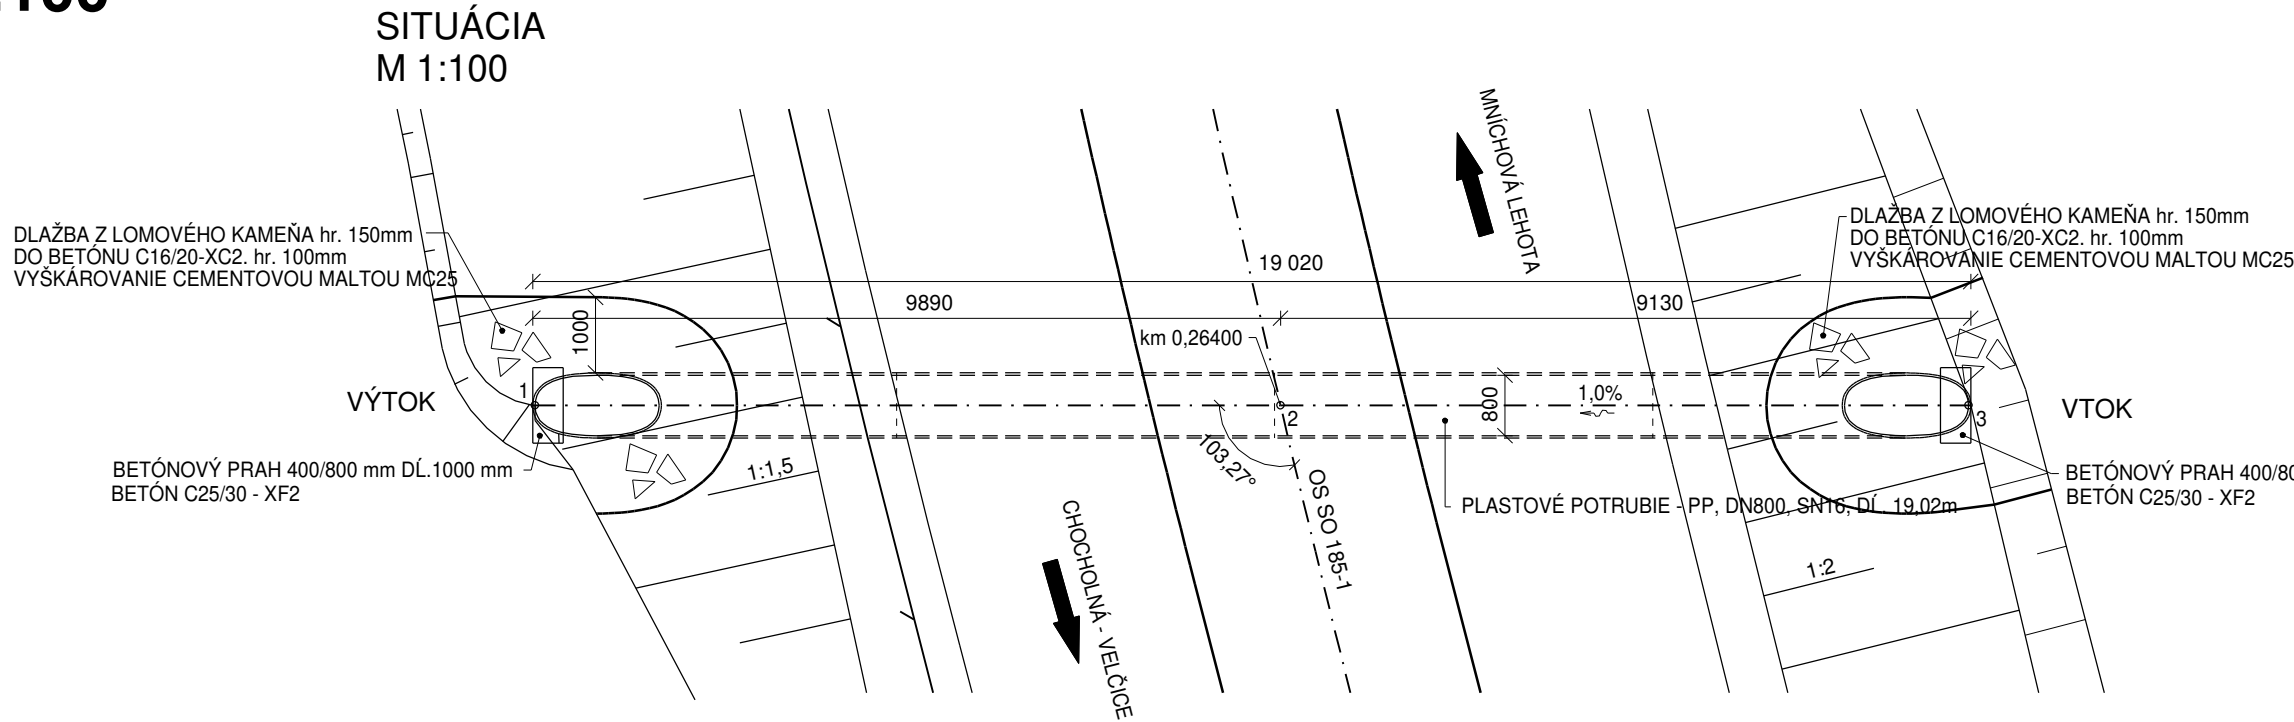 SITUÁCIA
M 1:100
MNÍCHOVÁ LEHOTA
DLAŽBA Z LOMOVÉHO KAMEŇA hr. 150mm
DO BETÓNU C16/20-XC2. hr. 100mm
VYŠKÁROVANIE CEMENTOVOU MALTOU MC25
DLAŽBA Z LOMOVÉHO KAMEŇA hr. 150mm
DO BETÓNU C16/20-XC2. hr. 100mm
VYŠKÁROVANIE CEMENTOVOU MALTOU MC25
19 020
9890
9130
1000
km 0,26400
VÝTOK
1
2
800
1,0%
3
VTOK
103,27°
BETÓNOVÝ PRAH 400/800 mm DĹ.1000 mm
BETÓN C25/30 - XF2
1:1,5
OS SO 185-1
PLASTOVÉ POTRUBIE - PP, DN800, SN16, DĹ. 19,02m
BETÓNOVÝ PRAH 400/80
BETÓN C25/30 - XF2
CHOCHOLNÁ - VELČICE
1:2